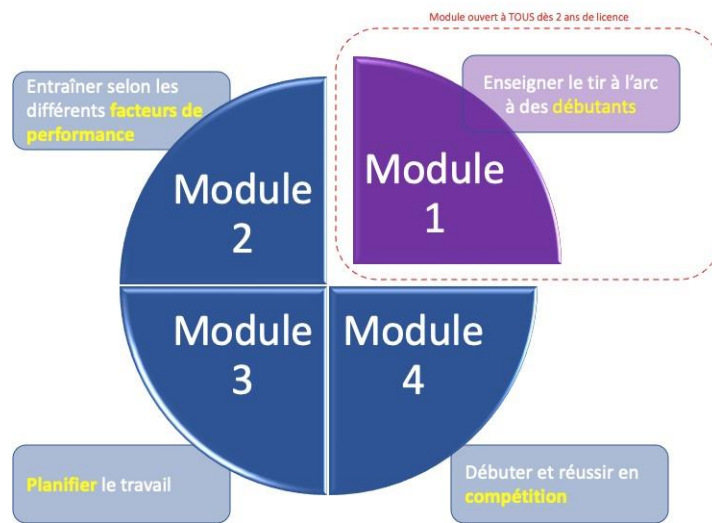 Module ouvert à TOUS dès 2 ans de licence
Entraîner selon les
différents facteurs de
performance
Enseigner le tir à l'arc
à des débutants
Module
2
Module
1
Module
3
Module
4
Planifier le travail
Débuter et réussir en
compétition